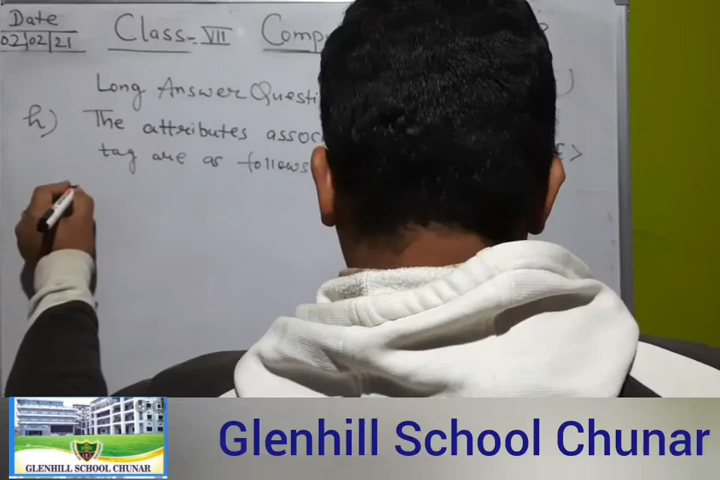 Date
02/02/21
Class-VII
Long Answer
h) The attributes
tag are as follows
Glenhill School Chunar
GLENHILL SCHOOL CHUNAR